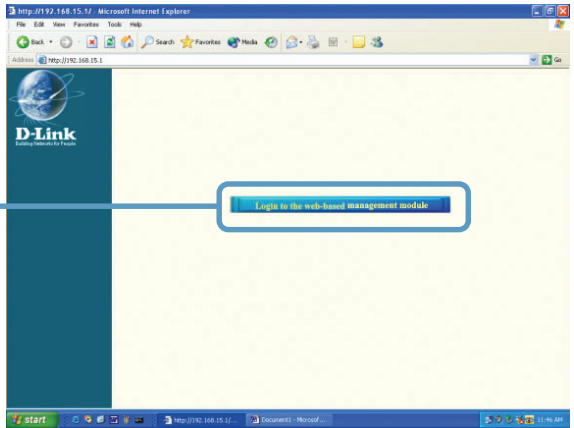 http://192.168.15.1/ - Microsoft Internet Explorer
File Edit View Favorites Tools Help
Back Search Favorites Media
Address http://192.168.15.1 Go
D-Link
Building Networks for People
Login to the web-based management module
start http://192.168.15.1/... Document1 - Microsof... 11:46 AM